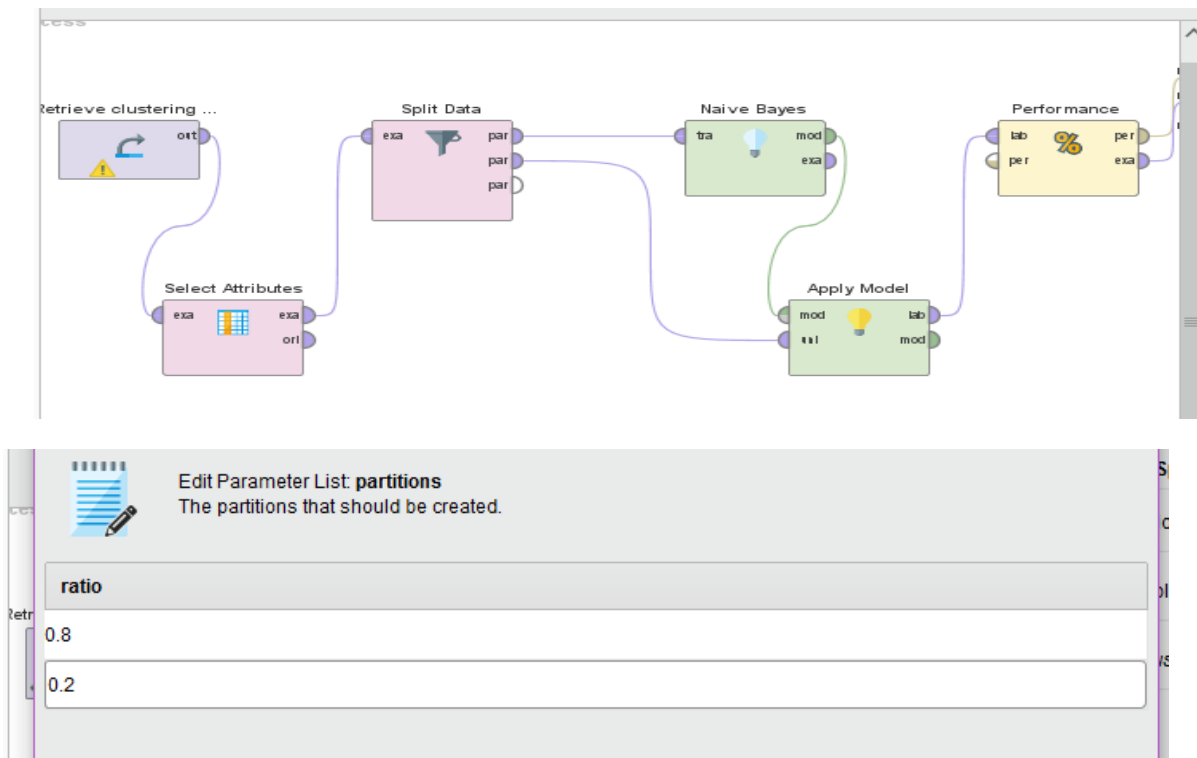 cess
Retrieve clustering ...
out
Split Data
exa
par
par
par
Naive Bayes
tra
mod
exa
Performance
lab
per
per
exa
Select Attributes
exa
exa
ori
Apply Model
mod
unl
lab
mod
Edit Parameter List: partitions
The partitions that should be created.
ratio
Retr
0.8
0.2